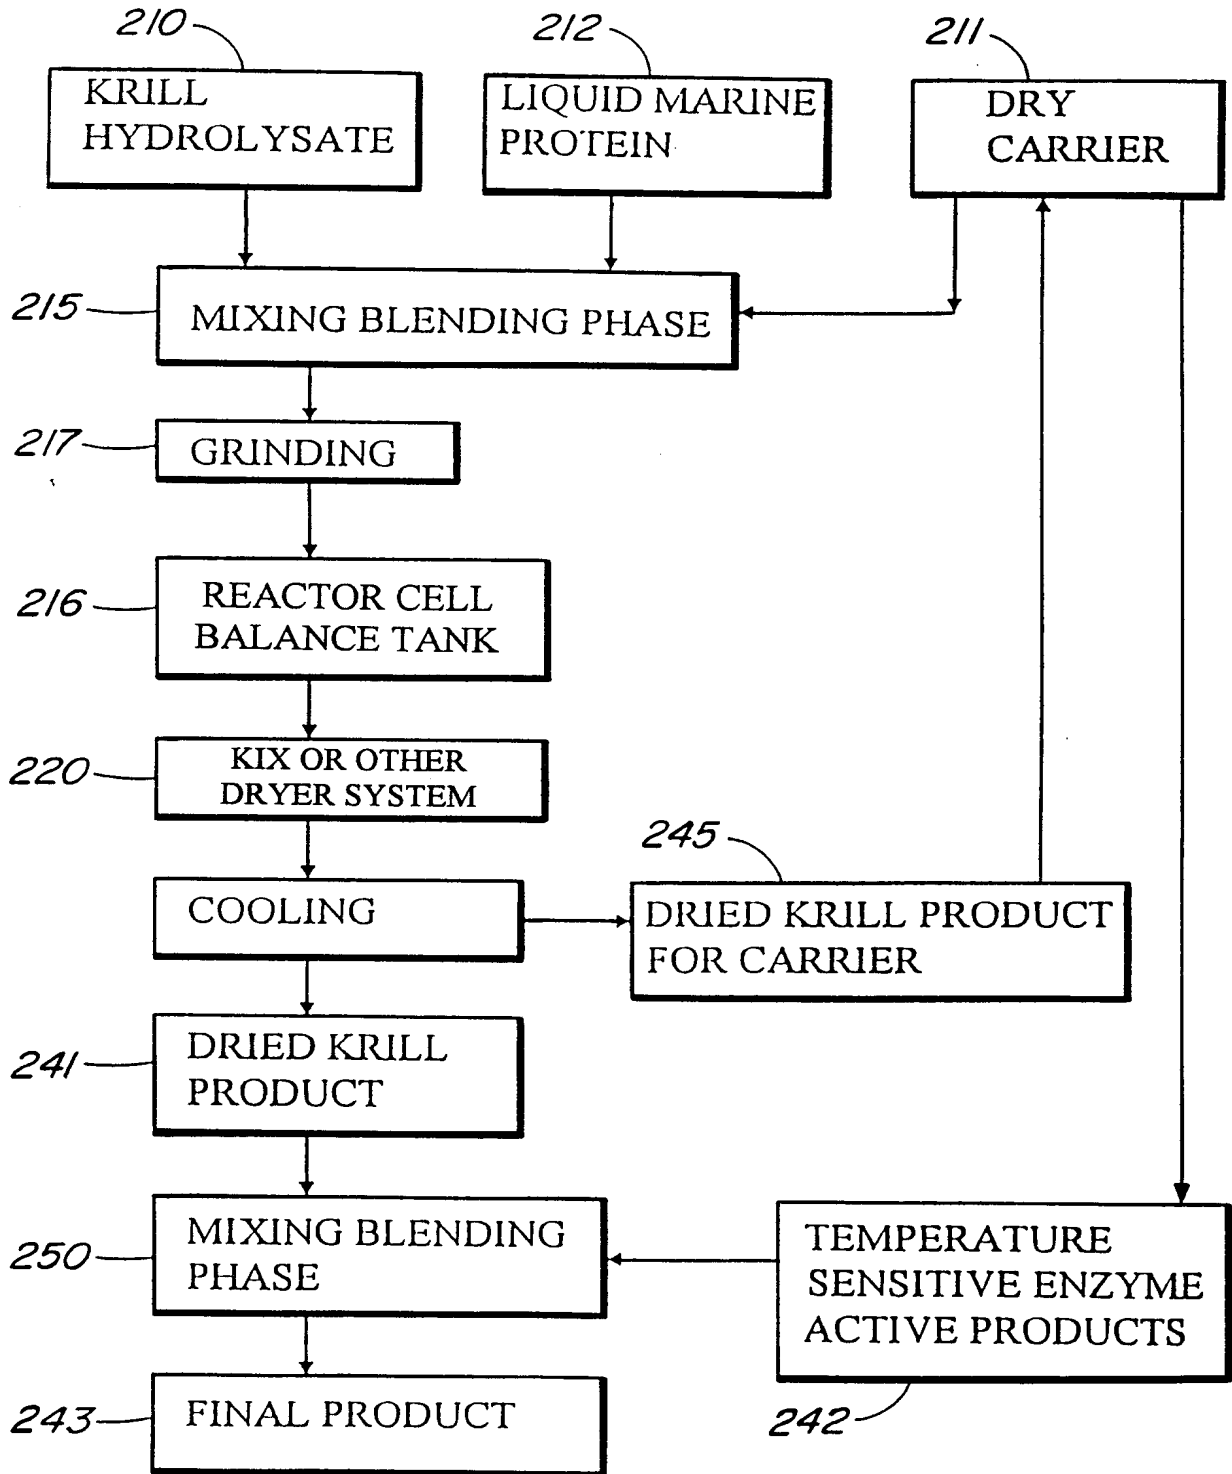 210
212
211
KRILL
HYDROLYSATE
LIQUID MARINE
PROTEIN
DRY
CARRIER
215
MIXING BLENDING PHASE
217
GRINDING
216
REACTOR CELL
BALANCE TANK
220
KIX OR OTHER
DRYER SYSTEM
245
COOLING
DRIED KRILL PRODUCT
FOR CARRIER
241
DRIED KRILL
PRODUCT
250
MIXING BLENDING
PHASE
TEMPERATURE
SENSITIVE ENZYME
ACTIVE PRODUCTS
243
FINAL PRODUCT
242